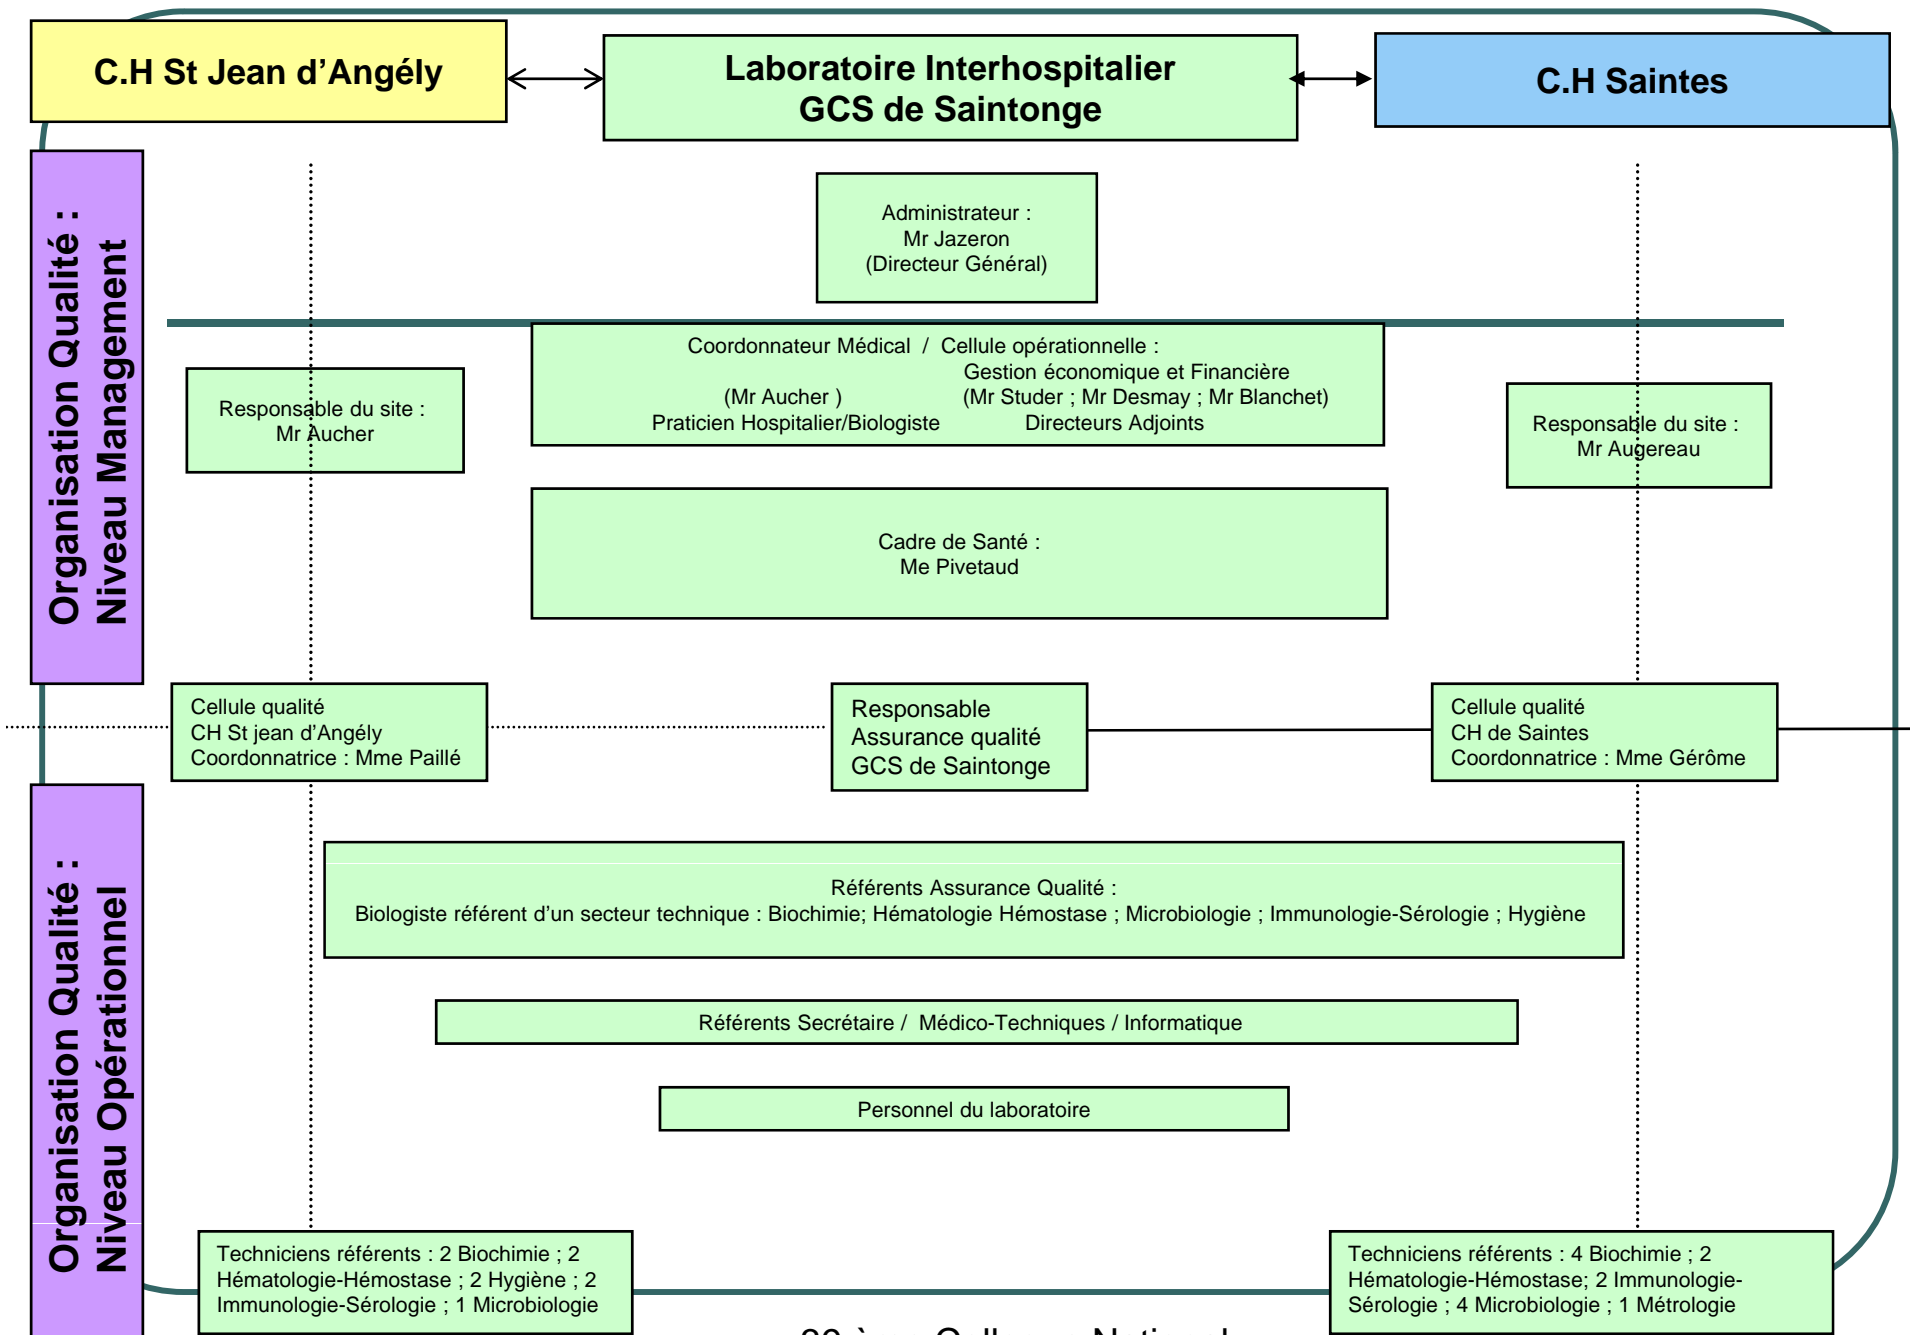 C.H St Jean d’Angély
Laboratoire Interhospitalier
GCS de Saintonge
C.H Saintes
Organisation Qualité :
Niveau Management
Administrateur :
Mr Jazeron
(Directeur Général)
Coordonnateur Médical / Cellule opérationnelle :
Gestion économique et Financière
(Mr Aucher ) (Mr Studer ; Mr Desmay ; Mr Blanchet)
Praticien Hospitalier/Biologiste Directeurs Adjoints
Responsable du site :
Mr Aucher
Responsable du site :
Mr Augereau
Cadre de Santé :
Me Pivetaud
Cellule qualité
CH St jean d’Angély
Coordonnatrice : Mme Paillé
Responsable
Assurance qualité
GCS de Saintonge
Cellule qualité
CH de Saintes
Coordonnatrice : Mme Gérôme
Organisation Qualité :
Niveau Opérationnel
Référents Assurance Qualité :
Biologiste référent d’un secteur technique : Biochimie; Hématologie Hémostase ; Microbiologie ; Immunologie-Sérologie ; Hygiène
Référents Secrétaire / Médico-Techniques / Informatique
Personnel du laboratoire
Techniciens référents : 2 Biochimie ; 2
Hématologie-Hémostase ; 2 Hygiène ; 2
Immunologie-Sérologie ; 1 Microbiologie
Techniciens référents : 4 Biochimie ; 2
Hématologie-Hémostase; 2 Immunologie-
Sérologie ; 4 Microbiologie ; 1 Métrologie